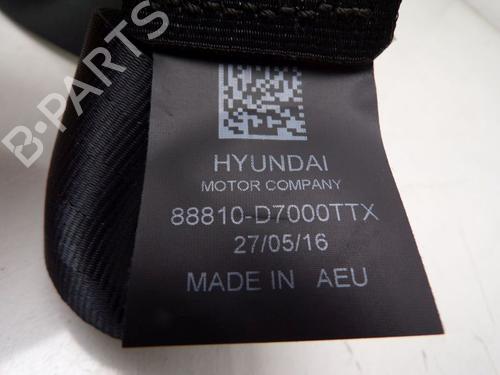 B-PARTS
HYUNDAI
MOTOR COMPANY
88810-D7000TTX
27/05/16
MADE IN AEU